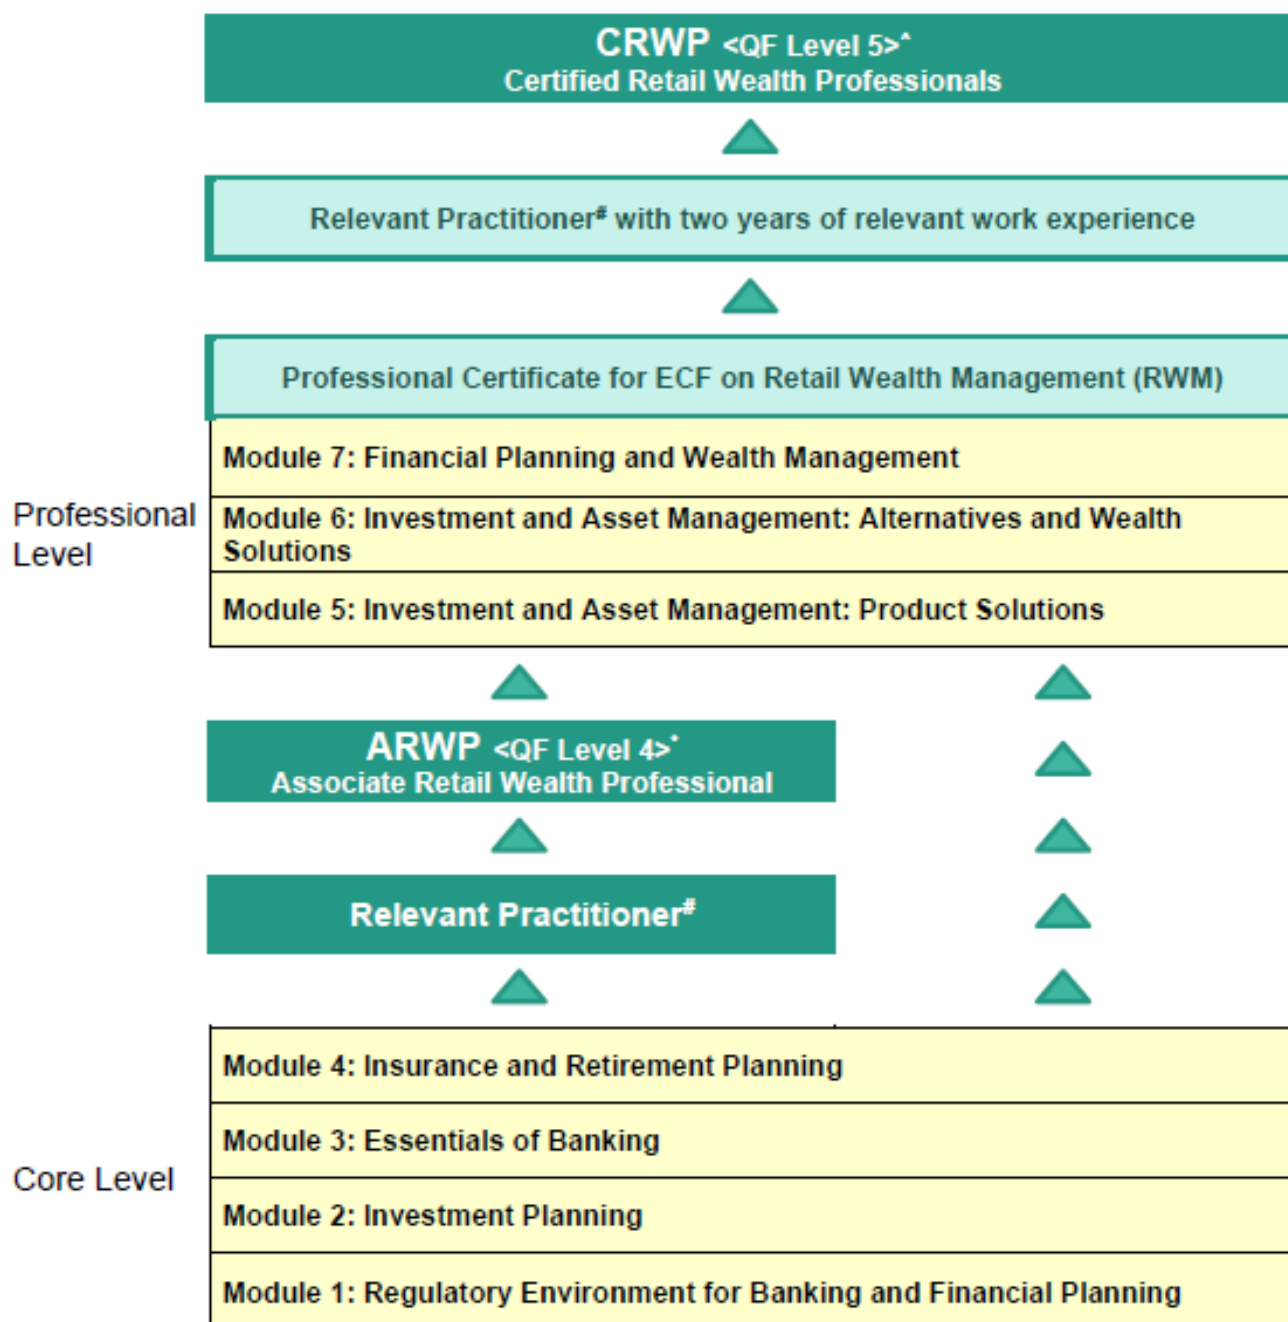 CRWP <QF Level 5>^
Certified Retail Wealth Professionals
Relevant Practitioner# with two years of relevant work experience
Professional Certificate for ECF on Retail Wealth Management (RWM)
Module 7: Financial Planning and Wealth Management
Professional
Level
Module 6: Investment and Asset Management: Alternatives and Wealth
Solutions
Module 5: Investment and Asset Management: Product Solutions
ARWP <QF Level 4>*
Associate Retail Wealth Professional
Relevant Practitioner#
Module 4: Insurance and Retirement Planning
Module 3: Essentials of Banking
Core Level
Module 2: Investment Planning
Module 1: Regulatory Environment for Banking and Financial Planning